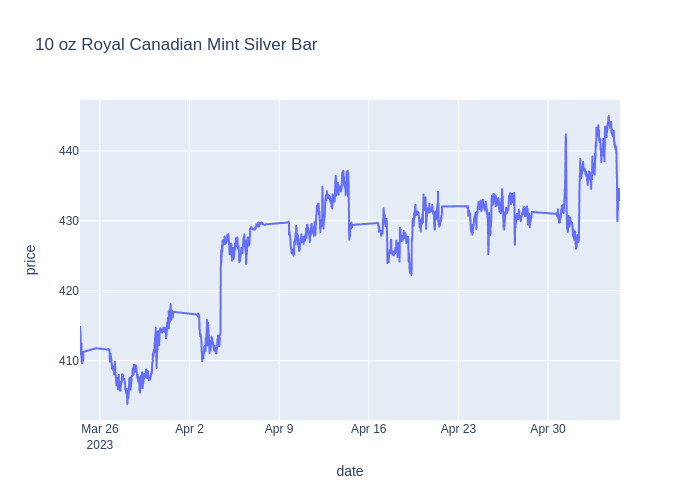 10 oz Royal Canadian Mint Silver Bar
price
440
430
420
410
Mar 26
2023
Apr 2
Apr 9
Apr 16
Apr 23
Apr 30
date